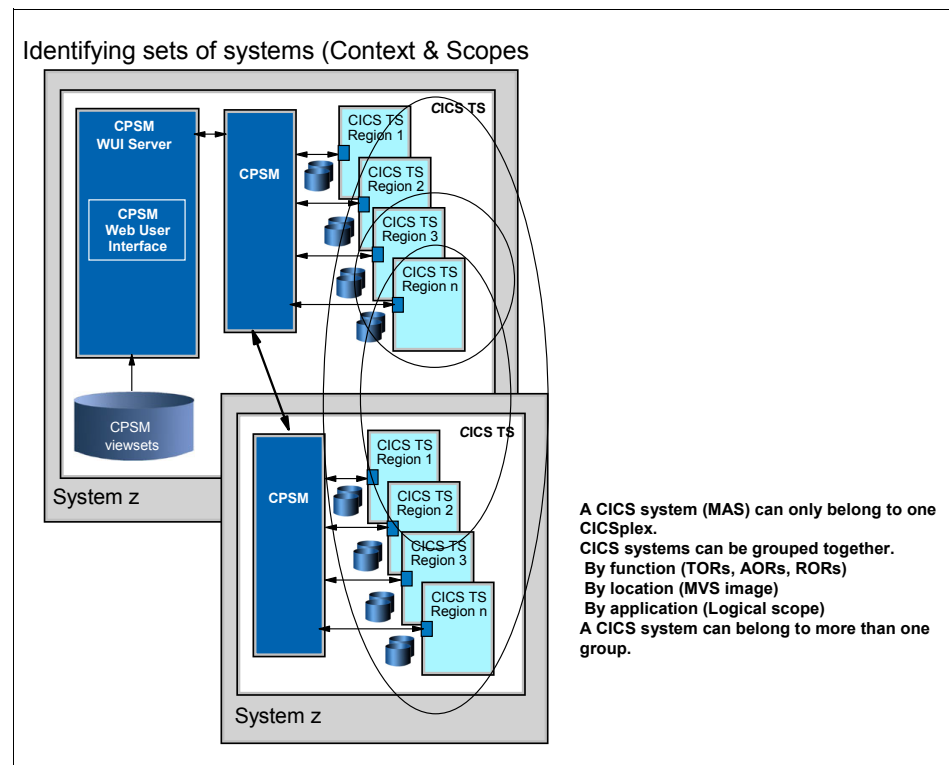 Identifying sets of systems (Context & Scopes
CICS TS
CPSM
WUI Server
CPSM
Web User
Interface
CPSM
CICS TS
Region 1
CICS TS
Region 2
CICS TS
Region 3
CICS TS
Region n
CPSM
viewsets
System z
CICS TS
CPSM
CICS TS
Region 1
CICS TS
Region 2
CICS TS
Region 3
CICS TS
Region n
System z
A CICS system (MAS) can only belong to one
CICSplex.
CICS systems can be grouped together.
By function (TORs, AORs, RORs)
By location (MVS image)
By application (Logical scope)
A CICS system can belong to more than one
group.